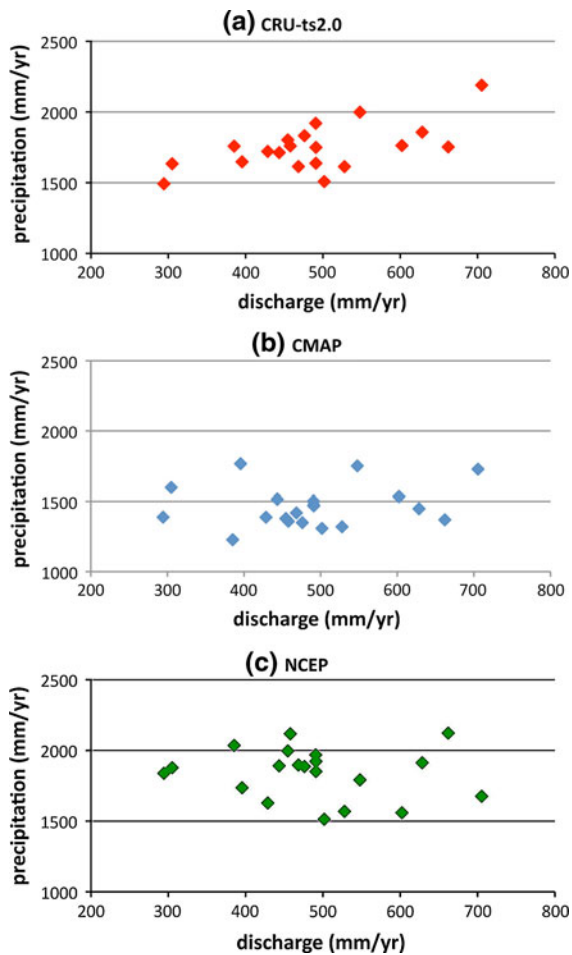 (a) CRU-ts2.0
precipitation (mm/yr)
2500
2000
1500
1000
200 300 400 500 600 700 800
discharge (mm/yr)
(b) CMAP
precipitation (mm/yr)
2500
2000
1500
1000
200 300 400 500 600 700 800
discharge (mm/yr)
(c) NCEP
precipitation (mm/yr)
2500
2000
1500
1000
200 300 400 500 600 700 800
discharge (mm/yr)